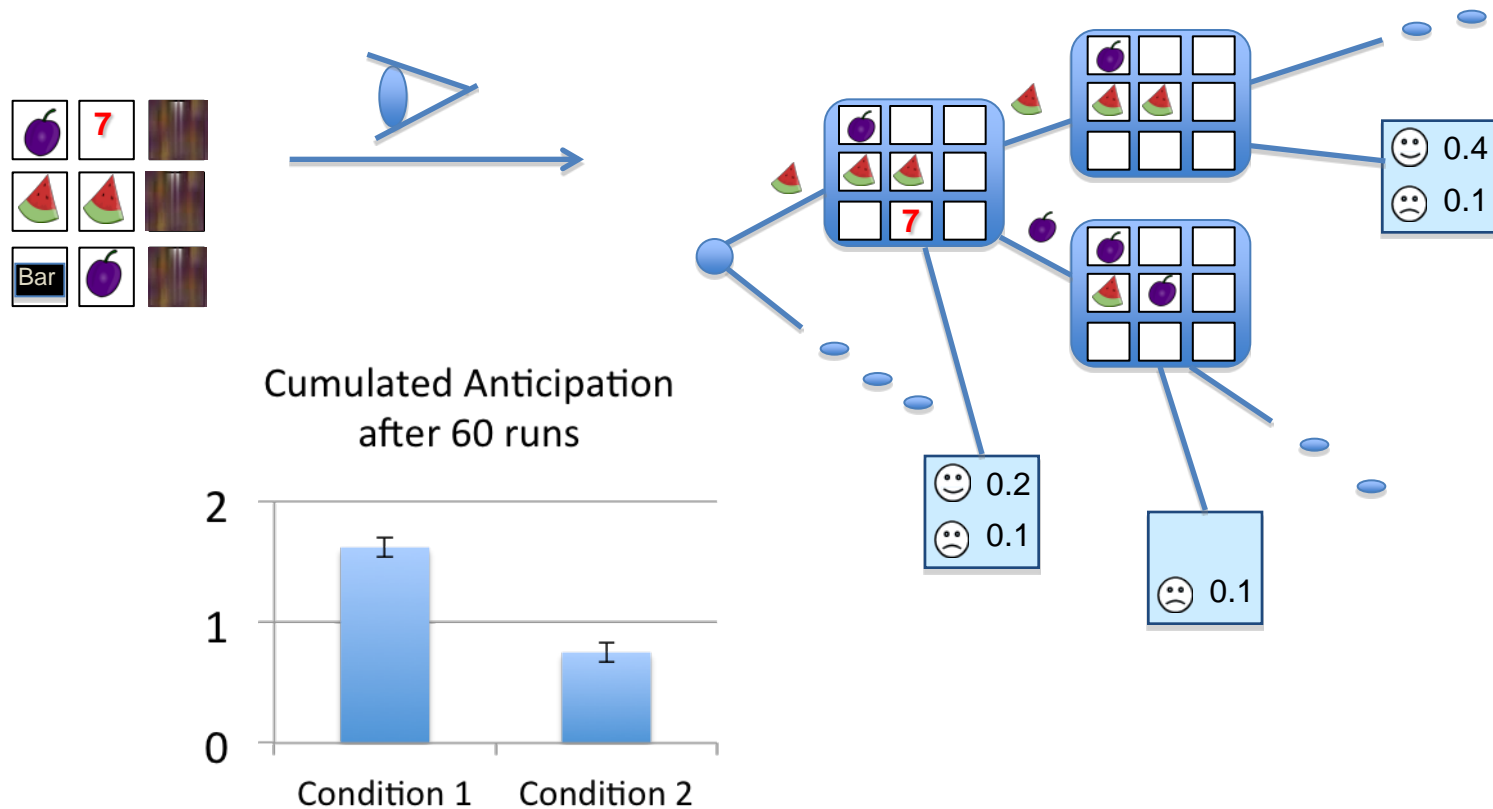 7
Bar
7
0.4
0.1
0.2
0.1
0.1
Cumulated Anticipation
after 60 runs
2
1
0
Condition 1
Condition 2